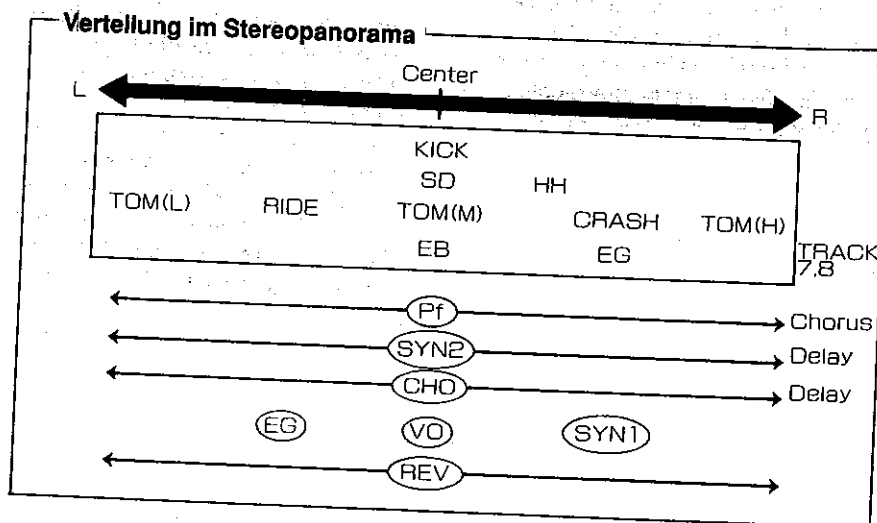 Verteilung im Stereopanorama
Center
L R
KICK
SD HH
TOM(L) RIDE TOM(M) CRASH TOM(H)
EB EG TRACK
7,8
Pf Chorus
SYN2 Delay
CHO Delay
EG VO SYN1
REV